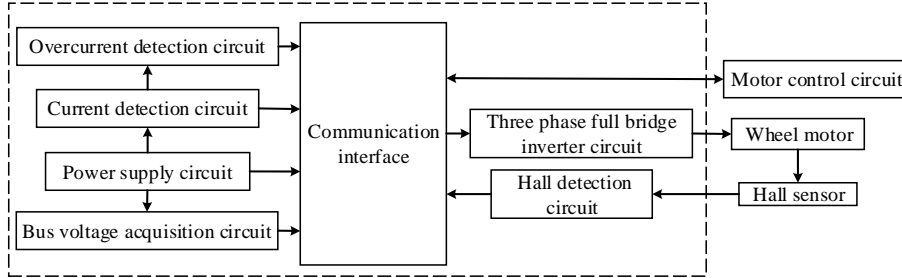 Overcurrent detection circuit
Current detection circuit
Power supply circuit
Bus voltage acquisition circuit
Communication
interface
Three phase full bridge
inverter circuit
Hall detection
circuit
Motor control circuit
Wheel motor
Hall sensor